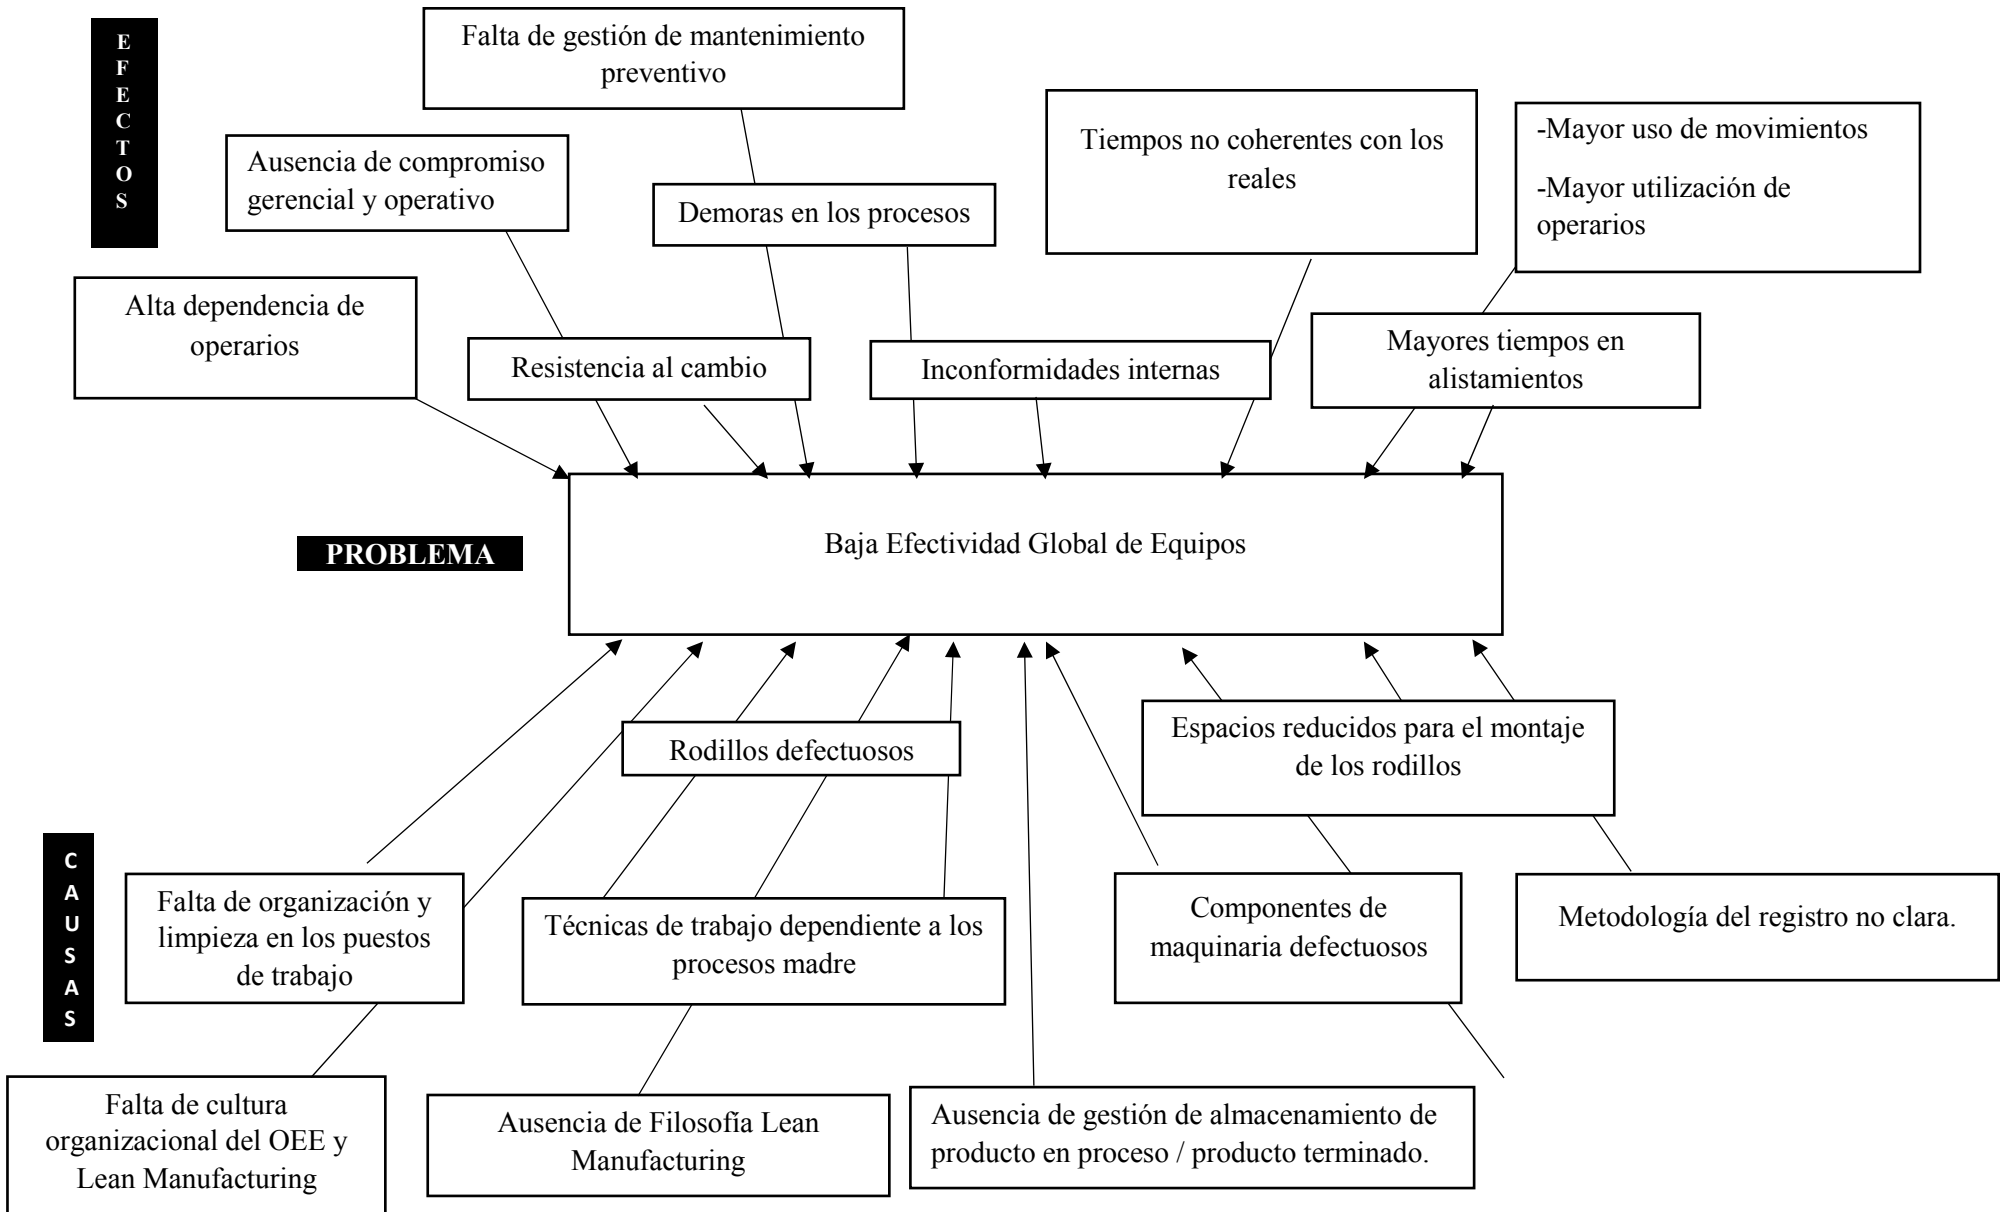 EFECTOS
Falta de gestión de mantenimiento
preventivo
Ausencia de compromiso
gerencial y operativo
Demoras en los procesos
Tiempos no coherentes con los
reales
-Mayor uso de movimientos
-Mayor utilización de
operarios
Alta dependencia de
operarios
Resistencia al cambio
Inconformidades internas
Mayores tiempos en
alistamientos
PROBLEMA
Baja Efectividad Global de Equipos
Rodillos defectuosos
Espacios reducidos para el montaje
de los rodillos
CAUSAS
Falta de organización y
limpieza en los puestos
de trabajo
Técnicas de trabajo dependiente a los
procesos madre
Componentes de
maquinaria defectuosos
Metodología del registro no clara.
Falta de cultura
organizacional del OEE y
Lean Manufacturing
Ausencia de Filosofía Lean
Manufacturing
Ausencia de gestión de almacenamiento de
producto en proceso / producto terminado.